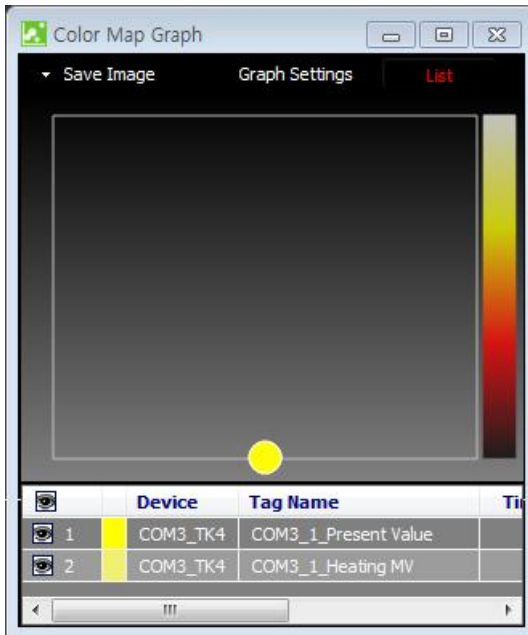 Color Map Graph
Save Image Graph Settings List
Device Tag Name
1 COM3_TK4 COM3_1_Present Value
2 COM3_TK4 COM3_1_Heating MV